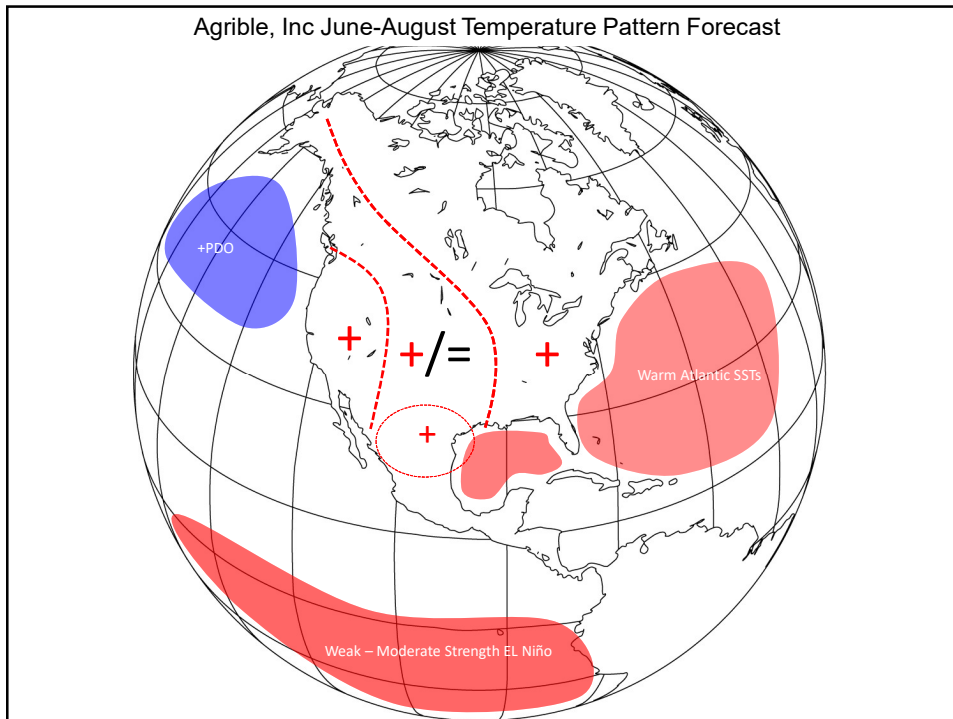 Agrible, Inc June-August Temperature Pattern Forecast
+PDO
+
+/=
+
Warm Atlantic SSTs
+
Weak – Moderate Strength EL Niño